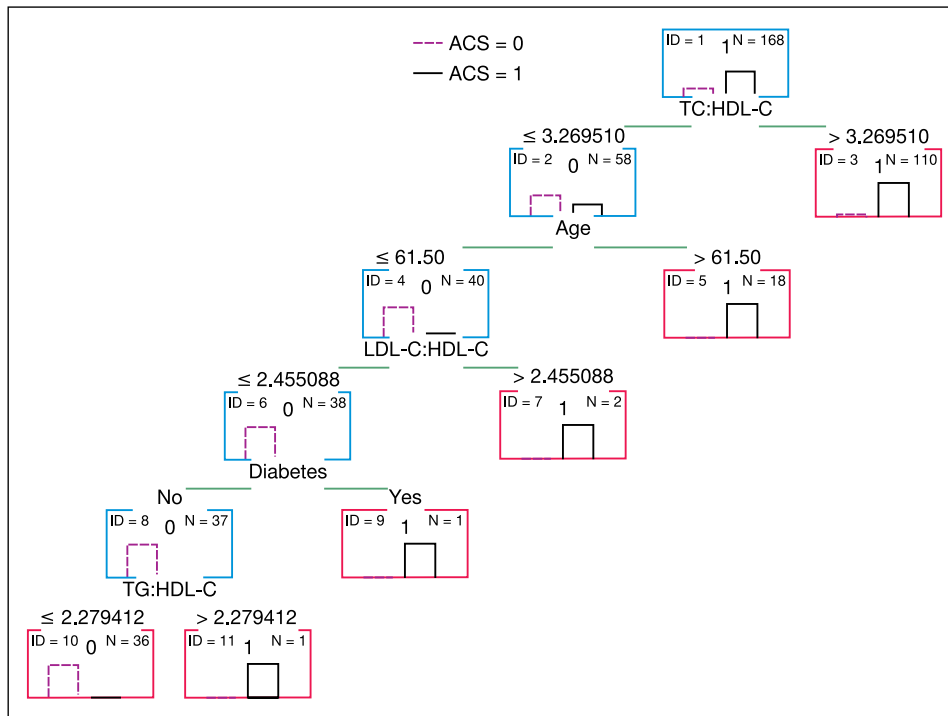 ACS = 0
ACS = 1
ID = 1 N = 168
1
TC:HDL-C
≤ 3.269510 > 3.269510
ID = 2 0 N = 58
ID = 3 1 N = 110
Age
≤ 61.50 > 61.50
ID = 4 0 N = 40
ID = 5 1 N = 18
LDL-C:HDL-C
≤ 2.455088 > 2.455088
ID = 6 0 N = 38
ID = 7 1 N = 2
Diabetes
No Yes
ID = 8 0 N = 37
ID = 9 1 N = 1
TG:HDL-C
≤ 2.279412 > 2.279412
ID = 10 0 N = 36
ID = 11 1 N = 1